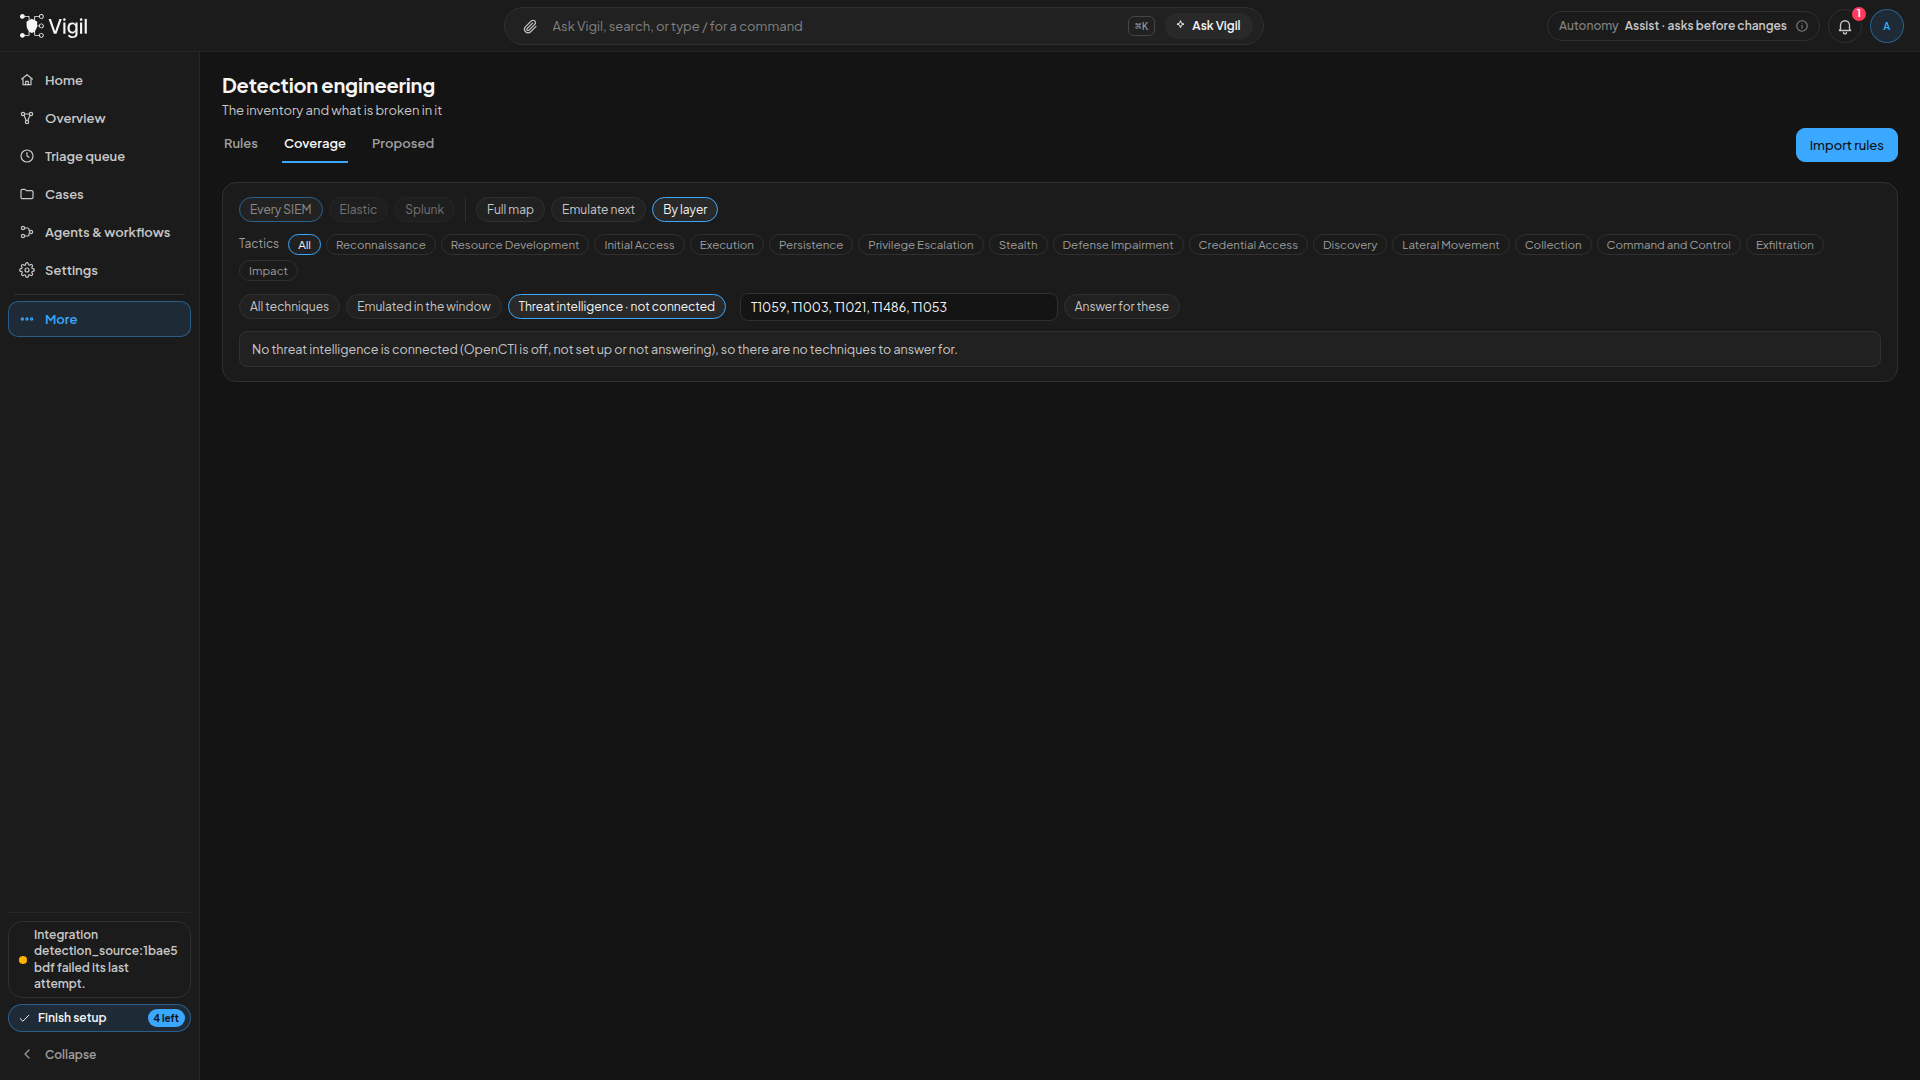 Vigil
Ask Vigil, search, or type / for a command
⌘K
Ask Vigil
Autonomy Assist · asks before changes
1
A
Home
Overview
Triage queue
Cases
Agents & workflows
Settings
More
Detection engineering
The inventory and what is broken in it
Rules
Coverage
Proposed
Import rules
Every SIEM
Elastic
Splunk
Full map
Emulate next
By layer
Tactics
All
Reconnaissance
Resource Development
Initial Access
Execution
Persistence
Privilege Escalation
Stealth
Defense Impairment
Credential Access
Discovery
Lateral Movement
Collection
Command and Control
Exfiltration
Impact
All techniques
Emulated in the window
Threat intelligence · not connected
T1059, T1003, T1021, T1486, T1053
Answer for these
No threat intelligence is connected (OpenCTI is off, not set up or not answering), so there are no techniques to answer for.
Integration
detection_source:1bae5
bdf failed its last
attempt.
Finish setup
4 left
Collapse